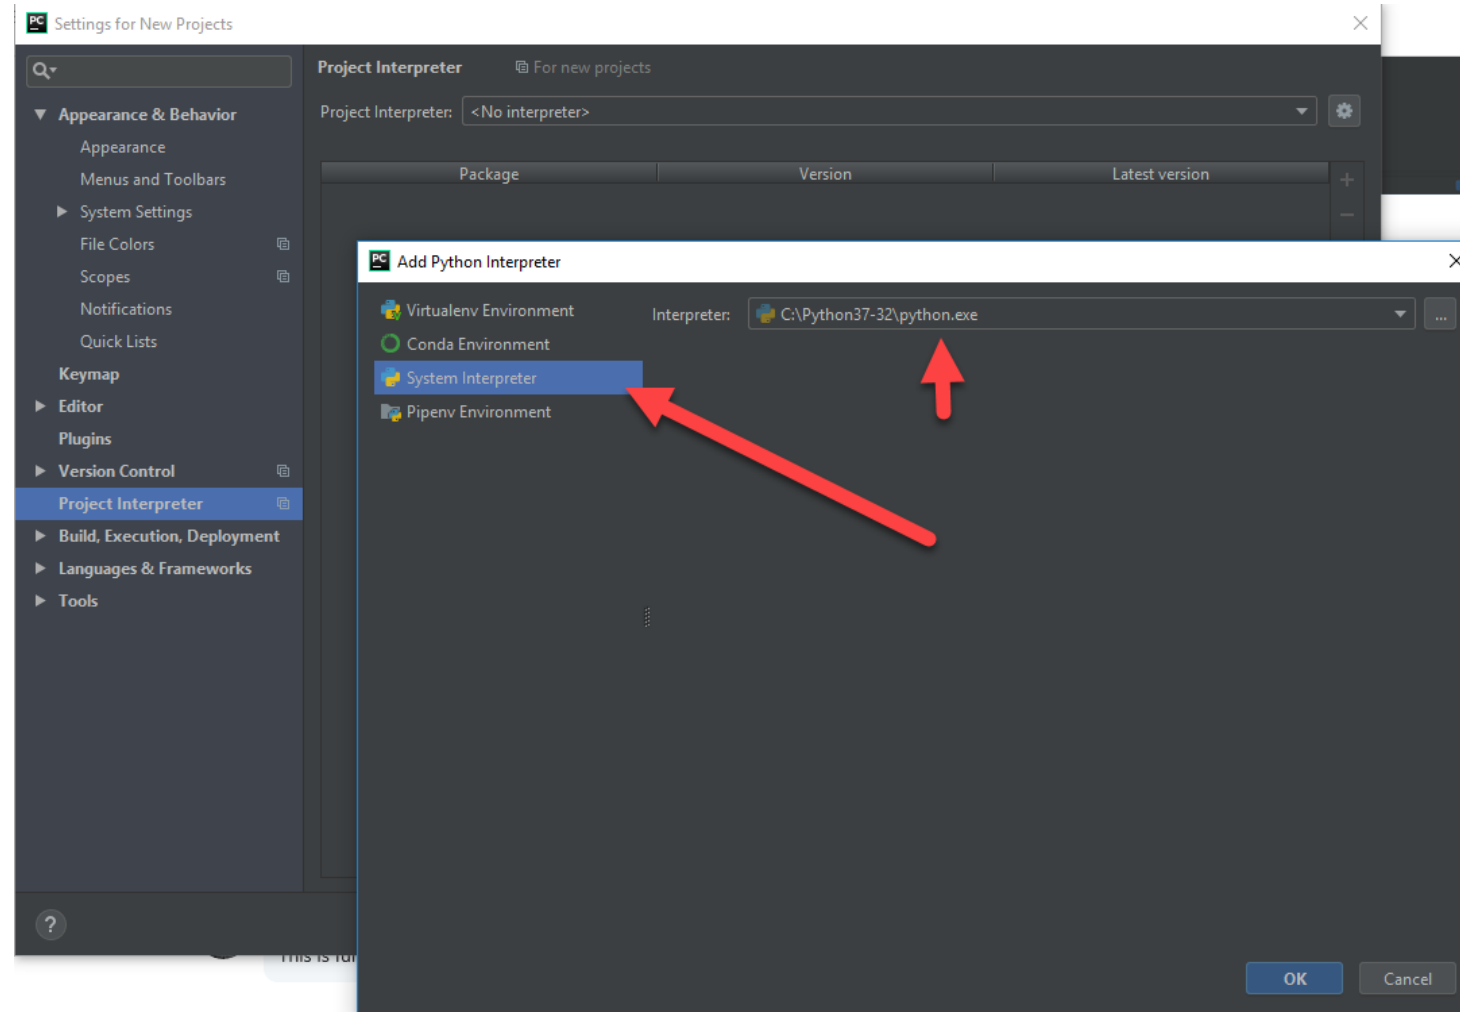 PC Settings for New Projects
Project Interpreter For new projects
Project Interpreter: <No interpreter>
Package Version Latest version
Appearance & Behavior
Appearance
Menus and Toolbars
System Settings
File Colors
Scopes
Notifications
Quick Lists
Keymap
Editor
Plugins
Version Control
Project Interpreter
Build, Execution, Deployment
Languages & Frameworks
Tools
?
PC Add Python Interpreter
Virtualenv Environment
Conda Environment
System Interpreter
Pipenv Environment
Interpreter: C:\Python37-32\python.exe
...
OK Cancel
This is